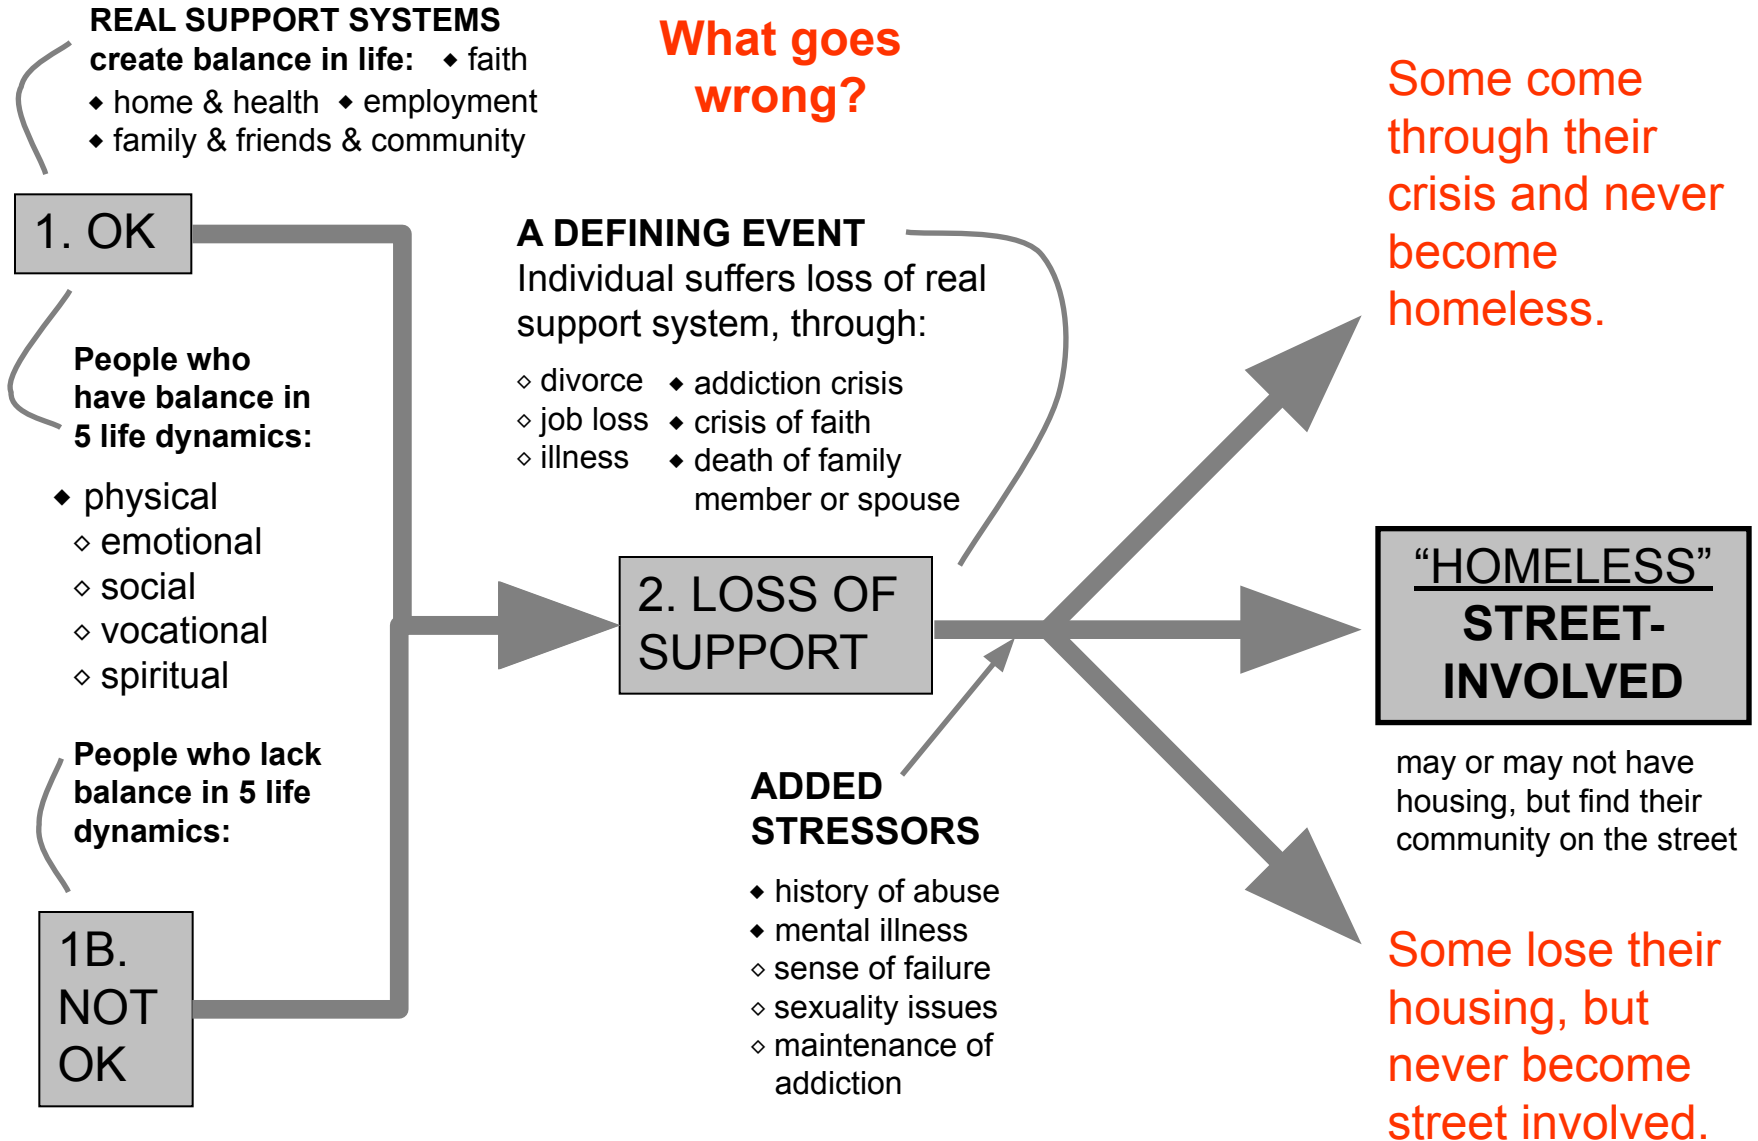 REAL SUPPORT SYSTEMS
create balance in life: ◆ faith
◆ home & health ◆ employment
◆ family & friends & community
What goes
wrong?
1. OK
People who
have balance in
5 life dynamics:
◆ physical
◇ emotional
◇ social
◇ vocational
◇ spiritual
People who lack
balance in 5 life
dynamics:
1B.
NOT
OK
A DEFINING EVENT
Individual suffers loss of real
support system, through:
◇ divorce
◇ job loss
◇ illness
◆ addiction crisis
◆ crisis of faith
◆ death of family
member or spouse
2. LOSS OF
SUPPORT
ADDED
STRESSORS
◆ history of abuse
◆ mental illness
◇ sense of failure
◇ sexuality issues
◇ maintenance of
addiction
Some come
through their
crisis and never
become
homeless.
“HOMELESS”
STREET-
INVOLVED
may or may not have
housing, but find their
community on the street
Some lose their
housing, but
never become
street involved.